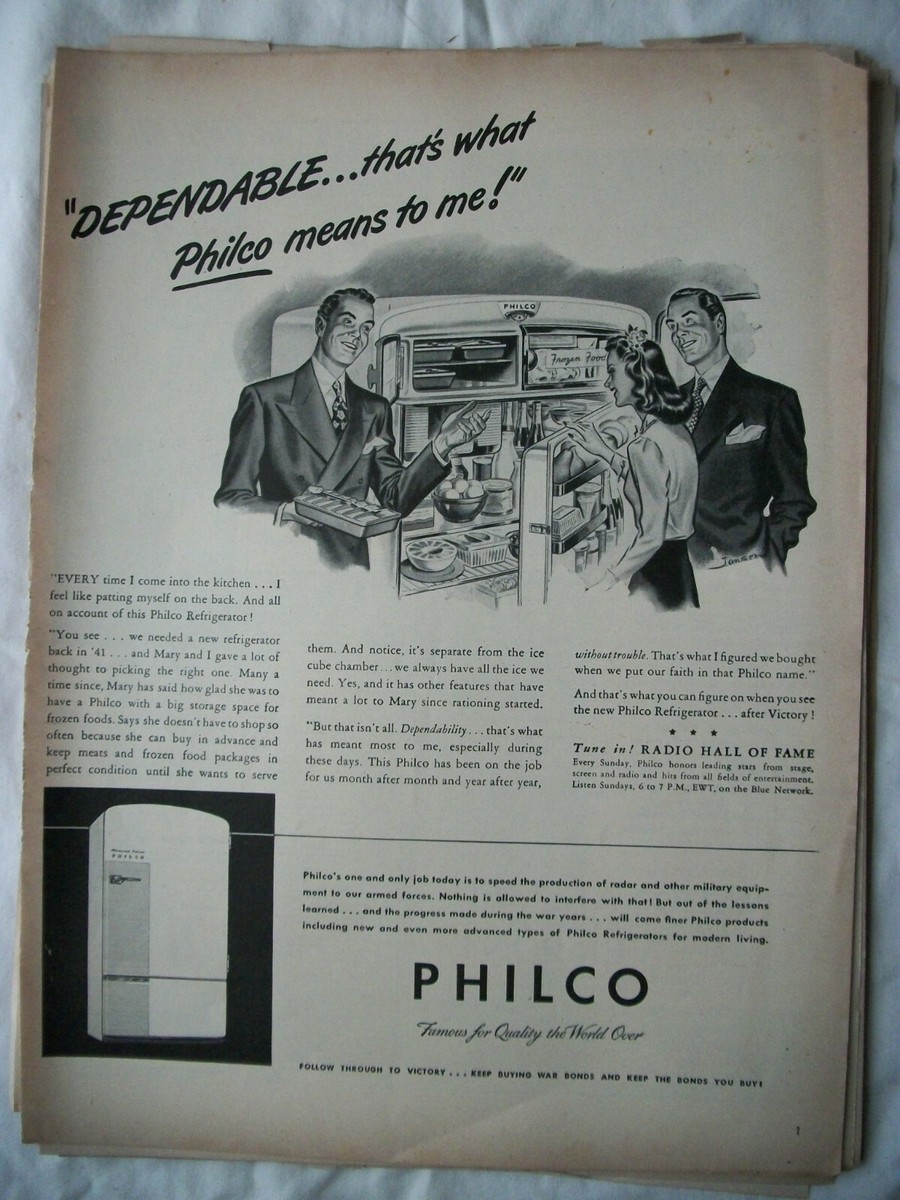 "DEPENDABLE...that's what
Philco means to me!"
PHILCO
Frozen Food
Jansen
"EVERY time I come into the kitchen . . . I
feel like patting myself on the back. And all
on account of this Philco Refrigerator!
"You see . . . we needed a new refrigerator
back in '41 . . . and Mary and I gave a lot of
thought to picking the right one. Many a
time since, Mary has said how glad she was to
have a Philco with a big storage space for
frozen foods. Says she doesn't have to shop so
often because she can buy in advance and
keep meats and frozen food packages in
perfect condition until she wants to serve
them. And notice, it's separate from the ice
cube chamber...we always have all the ice we
need. Yes, and it has other features that have
meant a lot to Mary since rationing started.
"But that isn't all. Dependability . . . that's what
has meant most to me, especially during
these days. This Philco has been on the job
for us month after month and year after year,
without trouble. That's what I figured we bought
when we put our faith in that Philco name."
And that's what you can figure on when you see
the new Philco Refrigerator . . . after Victory!
★ ★ ★
Tune in! RADIO HALL OF FAME
Every Sunday, Philco honors leading stars from stage,
screen and radio and hits from all fields of entertainment.
Listen Sundays, 6 to 7 P.M., EWT, on the Blue Network.
PHILCO
Philco's one and only job today is to speed the production of radar and other military equip-
ment to our armed forces. Nothing is allowed to interfere with that! But out of the lessons
learned . . . and the progress made during the war years . . . will come finer Philco products
including new and even more advanced types of Philco Refrigerators for modern living.
PHILCO
Famous for Quality the World Over
FOLLOW THROUGH TO VICTORY . . . KEEP BUYING WAR BONDS AND KEEP THE BONDS YOU BUY!
1